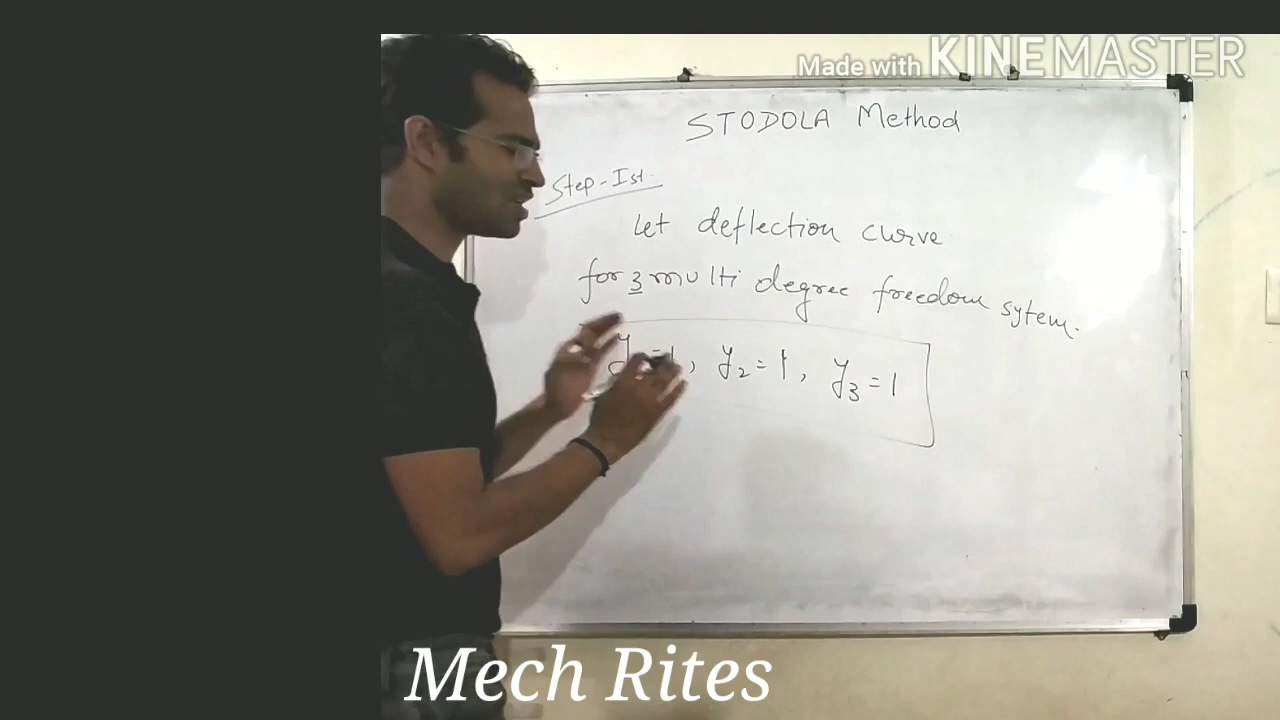 Made with KINEMASTER
STODOLA Method
Step-Ist.
Let deflection curve
for 3 multi degree freedom sytem.
y =1, y2=1, y3=1
Mech Rites